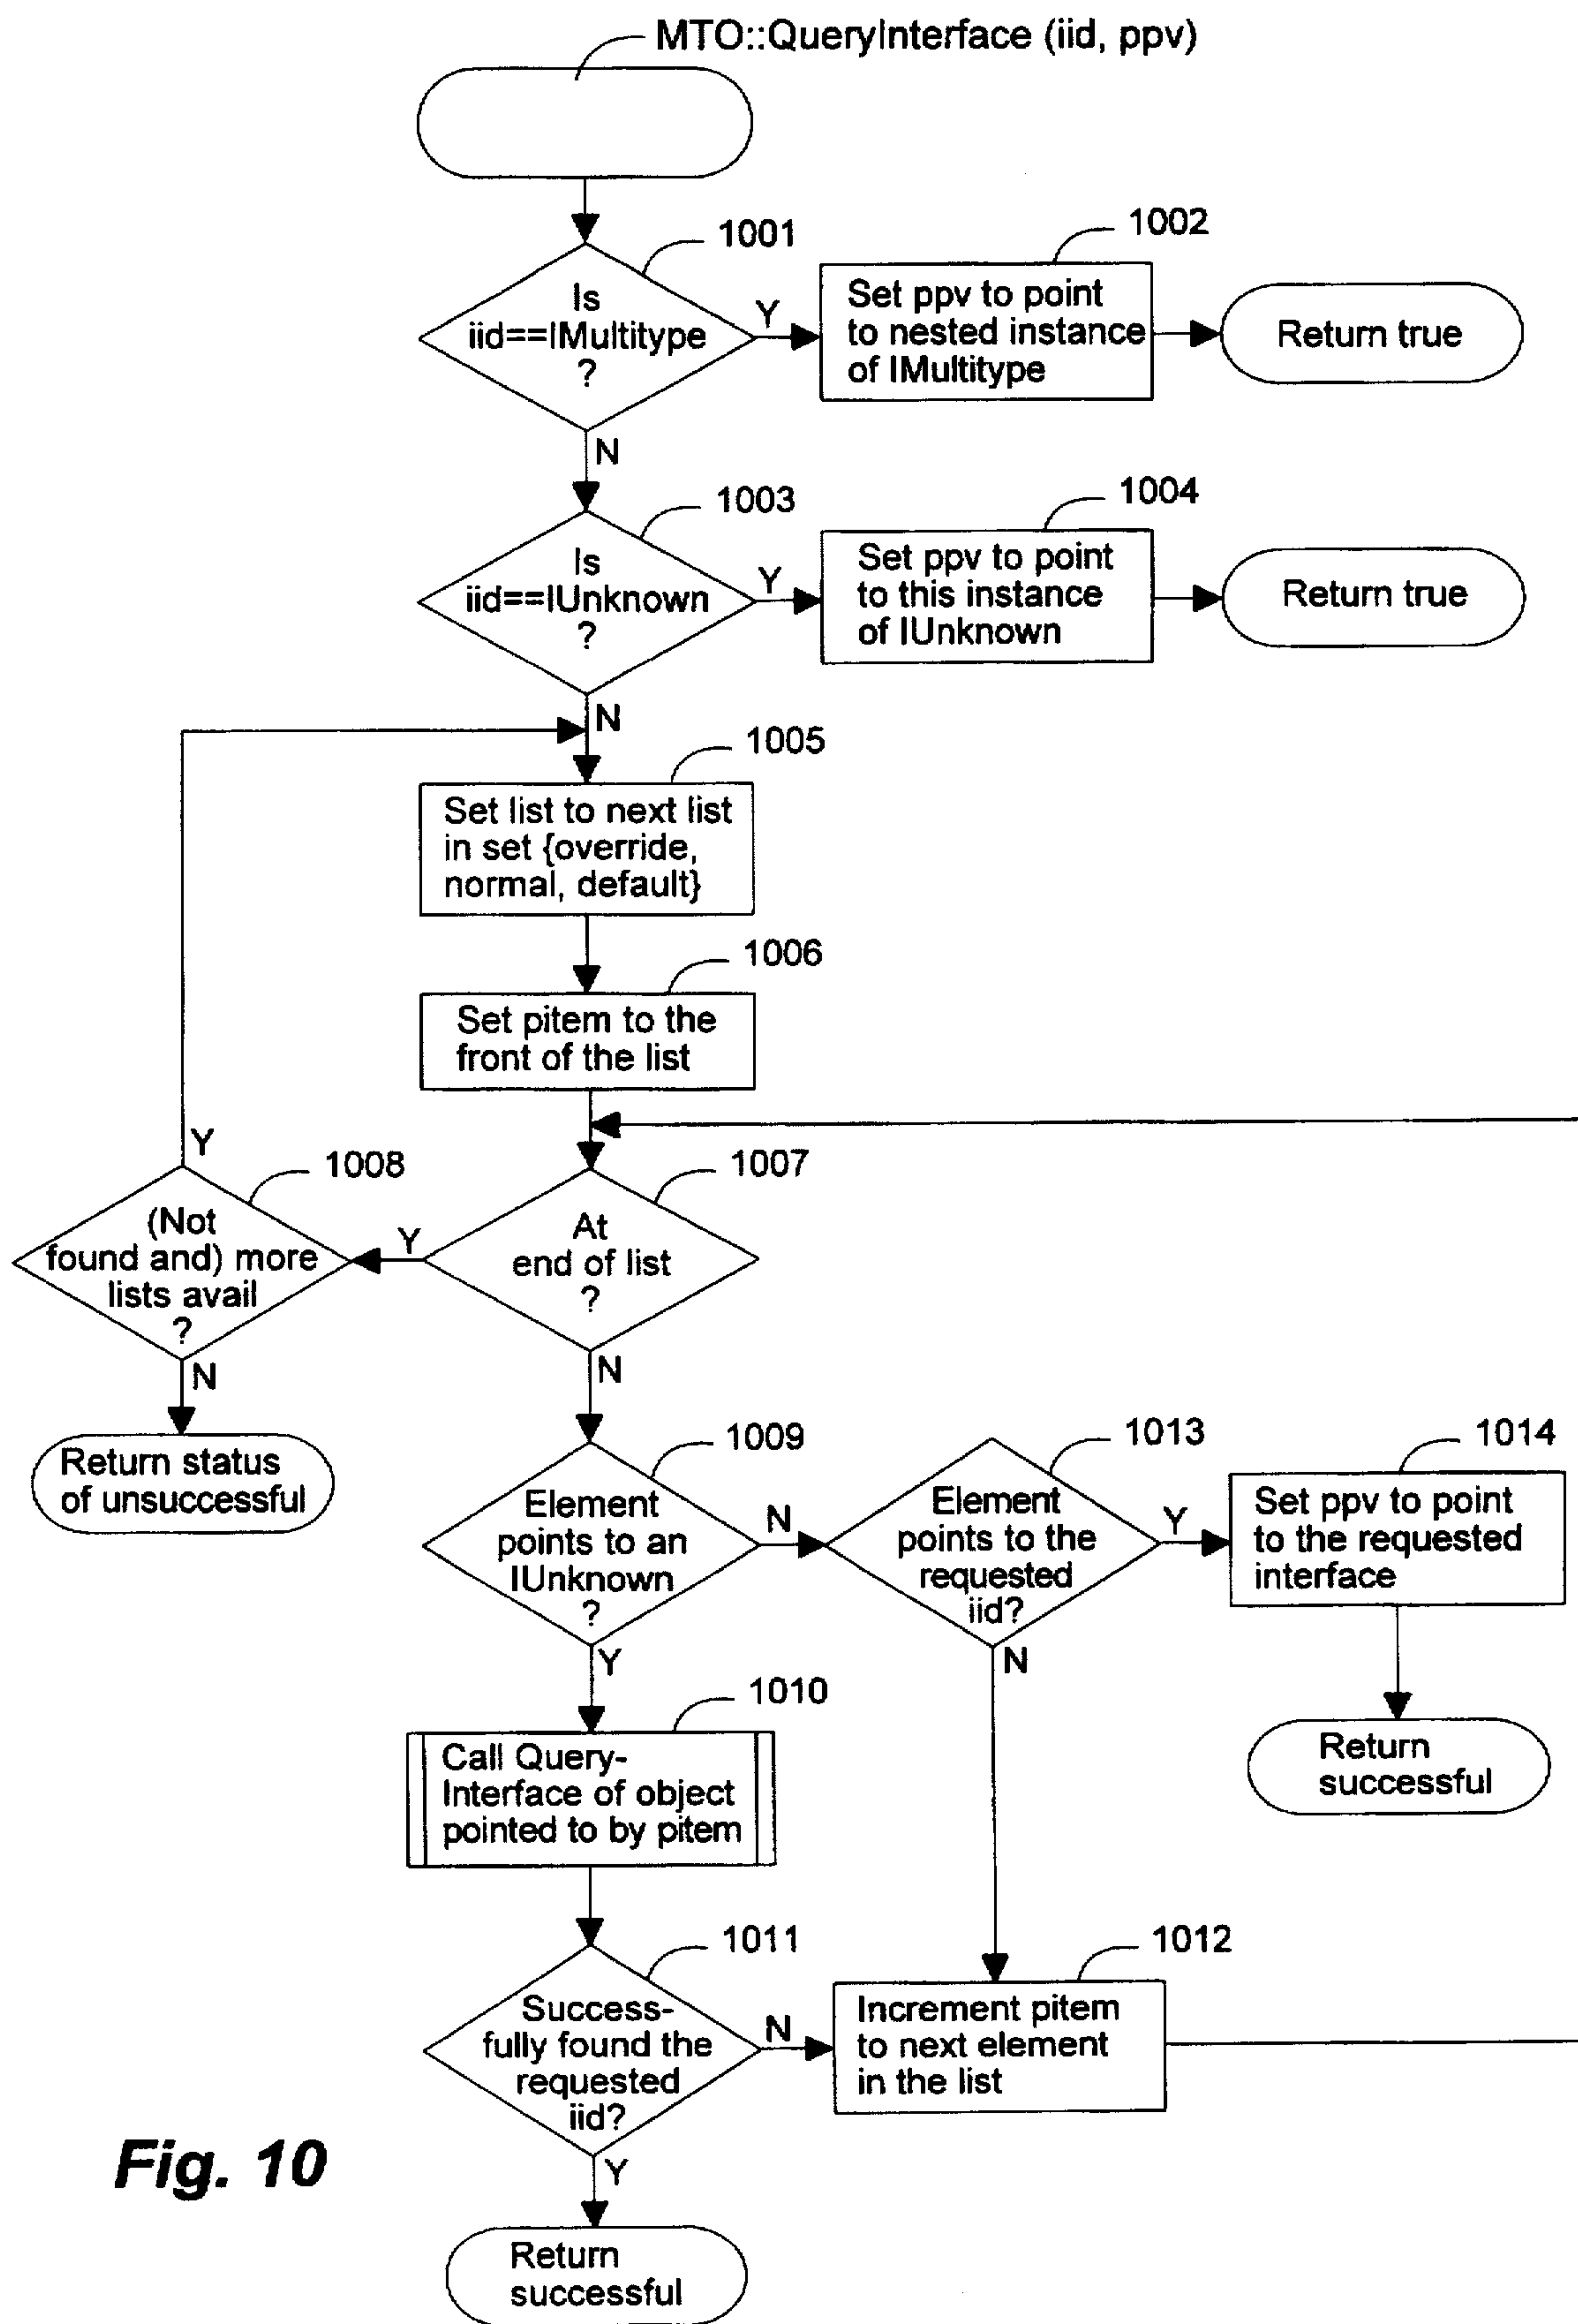 MTO::QueryInterface (iid, ppv)
1001
Is
iid==IMultitype
?
Y
N
1002
Set ppv to point
to nested instance
of IMultitype
Return true
1003
Is
iid==IUnknown
?
Y
N
1004
Set ppv to point
to this instance
of IUnknown
Return true
1005
Set list to next list
in set {override,
normal, default}
1006
Set pitem to the
front of the list
1007
At
end of list
?
Y
N
1008
(Not
found and) more
lists avail
?
Y
N
Return status
of unsuccessful
1009
Element
points to an
IUnknown
?
N
Y
1013
Element
points to the
requested
iid?
Y
N
1014
Set ppv to point
to the requested
interface
Return
successful
1010
Call Query-
Interface of object
pointed to by pitem
1011
Success-
fully found the
requested
iid?
N
Y
1012
Increment pitem
to next element
in the list
Return
successful
Fig. 10